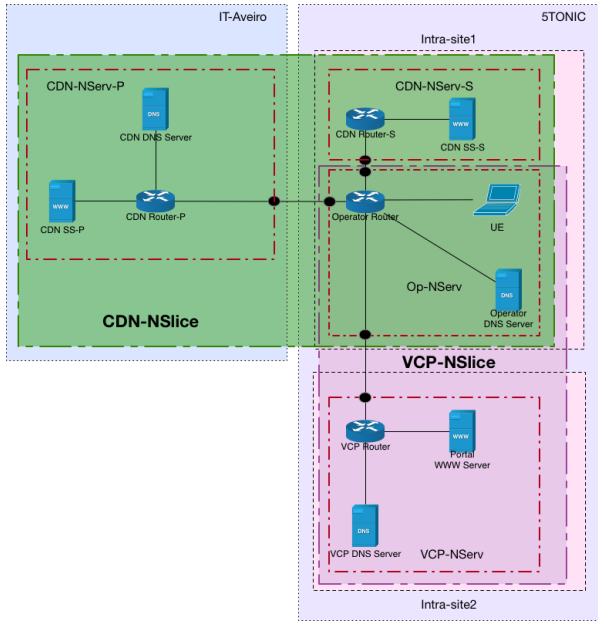 IT-Aveiro
5TONIC
Intra-site1
CDN-NServ-P
DNS
CDN DNS Server
WWW
CDN SS-P
CDN Router-P
CDN-NServ-S
CDN Router-S
WWW
CDN SS-S
Operator Router
UE
Op-NServ
DNS
Operator
DNS Server
CDN-NSlice
VCP-NSlice
VCP Router
WWW
Portal
WWW Server
DNS
VCP DNS Server
VCP-NServ
Intra-site2